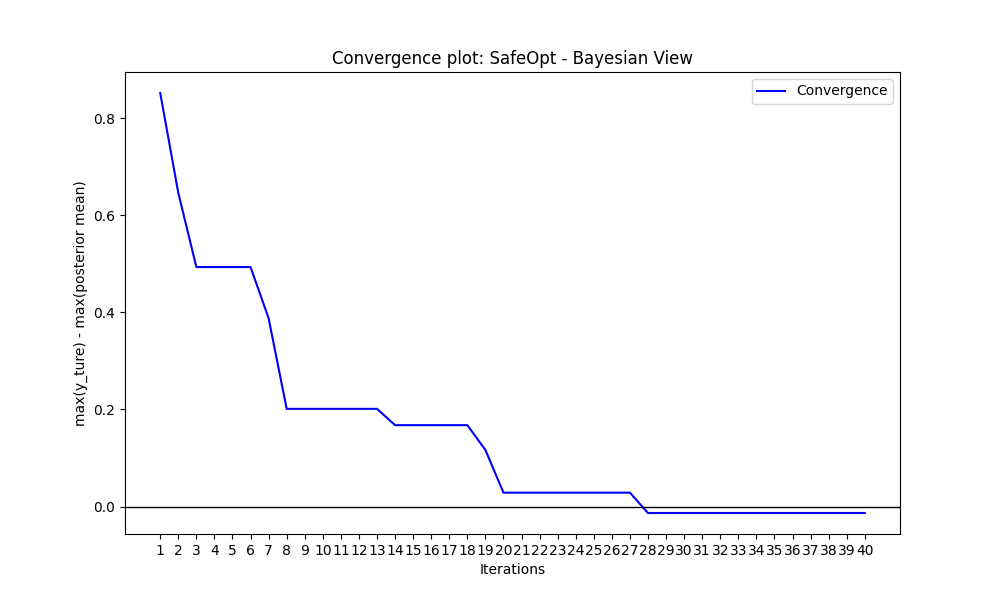 Convergence plot: SafeOpt - Bayesian View
Convergence
max(y_ture) - max(posterior mean)
0.8
0.6
0.4
0.2
0.0
1 2 3 4 5 6 7 8 9 10 11 12 13 14 15 16 17 18 19 20 21 22 23 24 25 26 27 28 29 30 31 32 33 34 35 36 37 38 39 40
Iterations